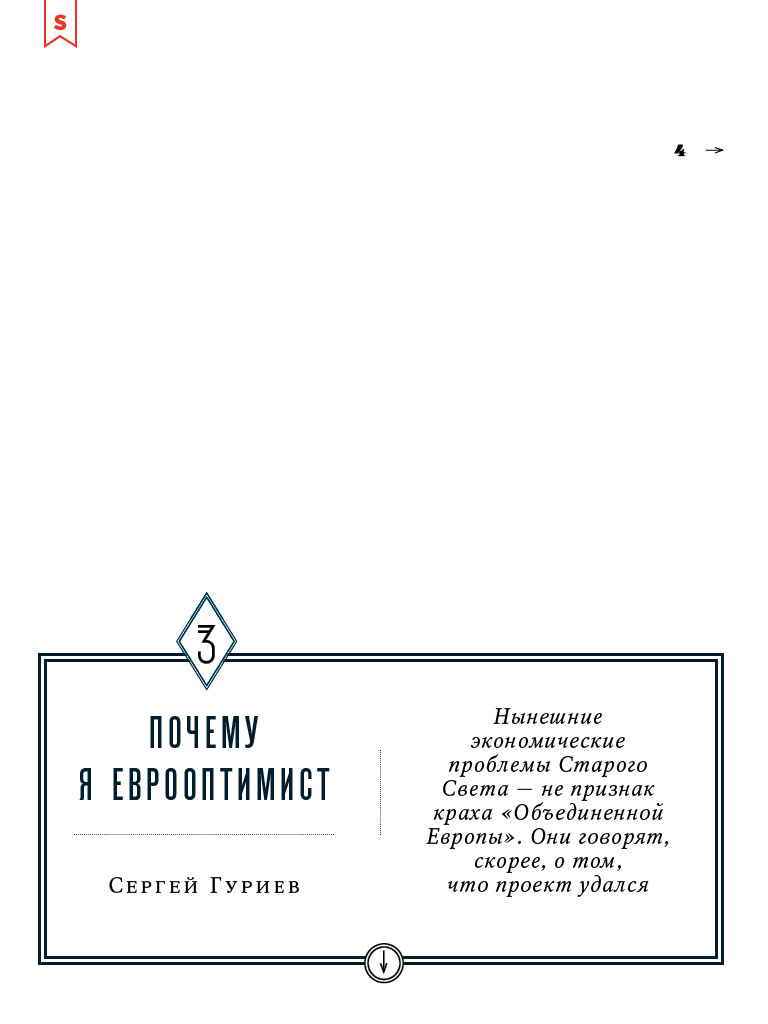 S
4 →
3
ПОЧЕМУ
Я ЕВРООПТИМИСТ
Сергей Гуриев
Нынешние
экономические
проблемы Старого
Света — не признак
краха «Объединенной
Европы». Они говорят,
скорее, о том,
что проект удался